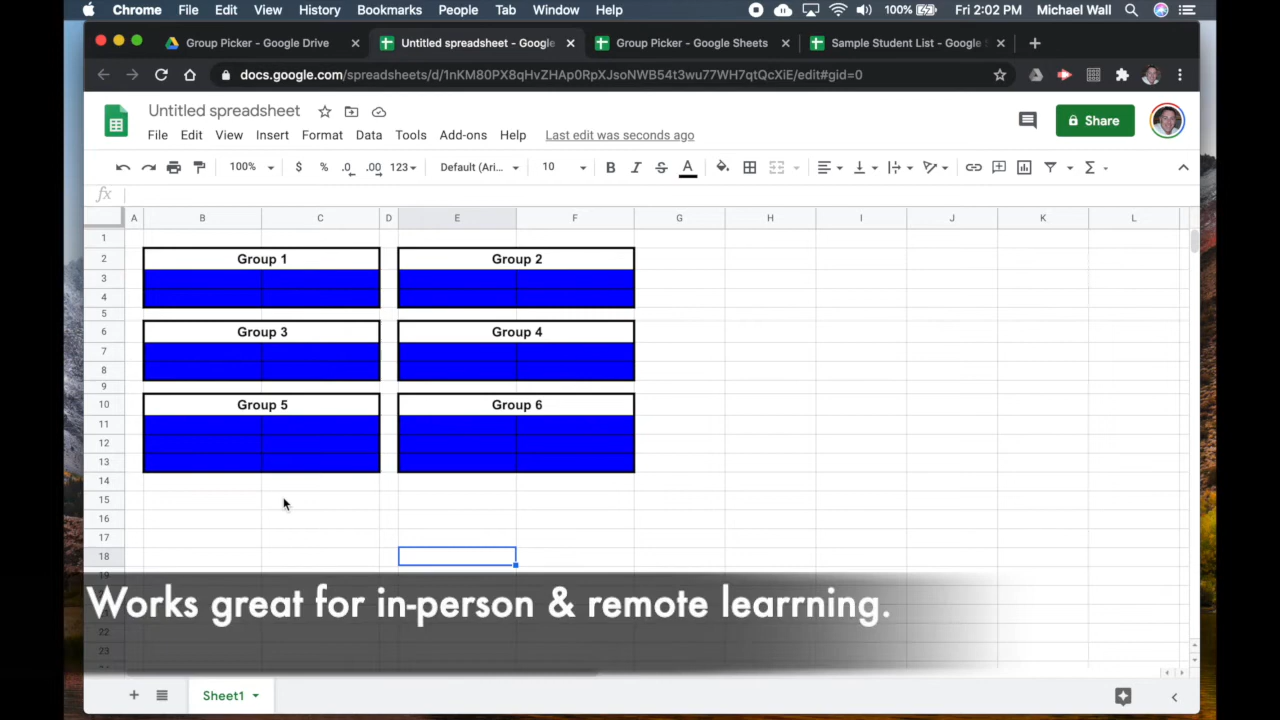 Chrome File Edit View History Bookmarks People Tab Window Help 100% Fri 2:02 PM Michael Wall
Group Picker - Google Drive Untitled spreadsheet - Google Group Picker - Google Sheets Sample Student List - Google S
docs.google.com/spreadsheets/d/1nKM80PX8qHvZHAp0RpXJsoNWB54t3wu77WH7qtQcXiE/edit#gid=0
Untitled spreadsheet
File Edit View Insert Format Data Tools Add-ons Help Last edit was seconds ago Share
100% $ % .0 .00 123 Default (Ari... 10 B I S A Σ
fx
A B C D E F G H I J K L
1
2 Group 1 Group 2
3
4
5
6 Group 3 Group 4
7
8
9
10 Group 5 Group 6
11
12
13
14
15
16
17
18
19
Works great for in-person & remote learrning.
22
23
Sheet1